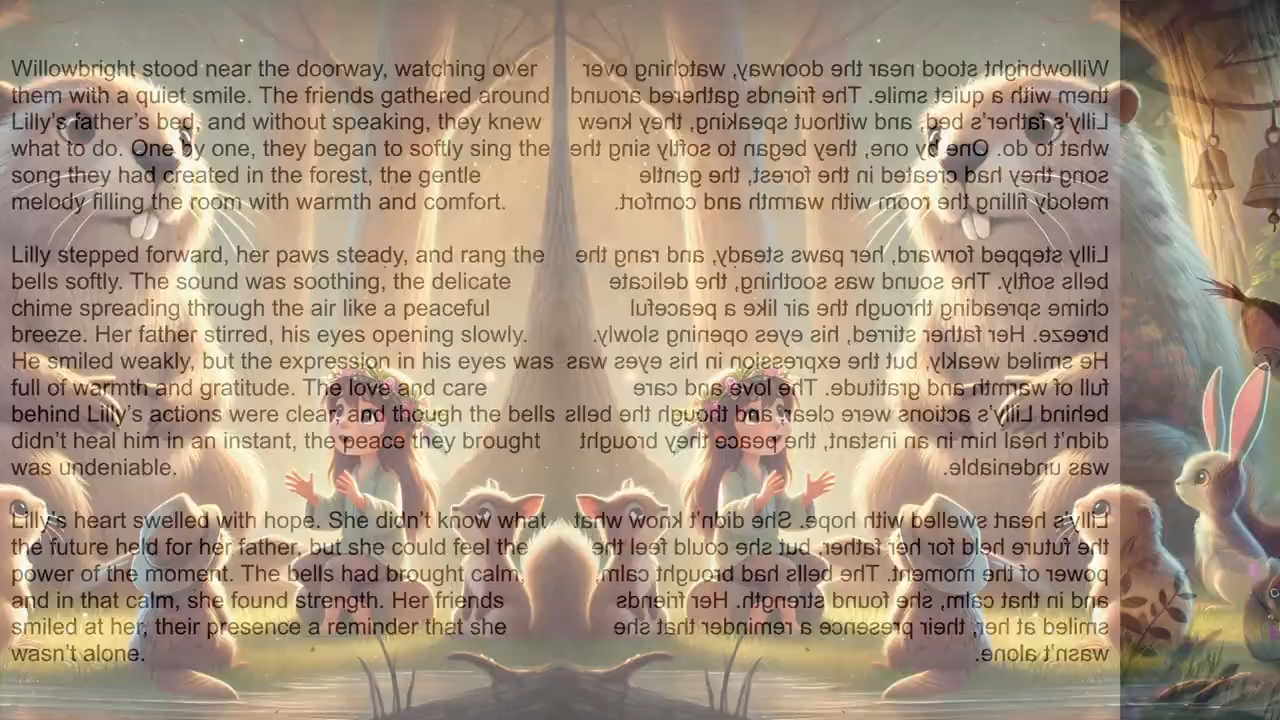 Willowbright stood near the doorway, watching over
them with a quiet smile. The friends gathered around
Lilly's father's bed, and without speaking, they knew
what to do. One by one, they began to softly sing the
song they had created in the forest, the gentle
melody filling the room with warmth and comfort.
Lilly stepped forward, her paws steady, and rang the
bells softly. The sound was soothing, the delicate
chime spreading through the air like a peaceful
breeze. Her father stirred, his eyes opening slowly.
He smiled weakly, but the expression in his eyes was
full of warmth and gratitude. The love and care
behind Lilly's actions were clear and though the bells
didn't heal him in an instant, the peace they brought
was undeniable.
Lilly's heart swelled with hope. She didn't know what
the future held for her father, but she could feel the
power of the moment. The bells had brought calm,
and in that calm, she found strength. Her friends
smiled at her, their presence a reminder that she
wasn't alone.